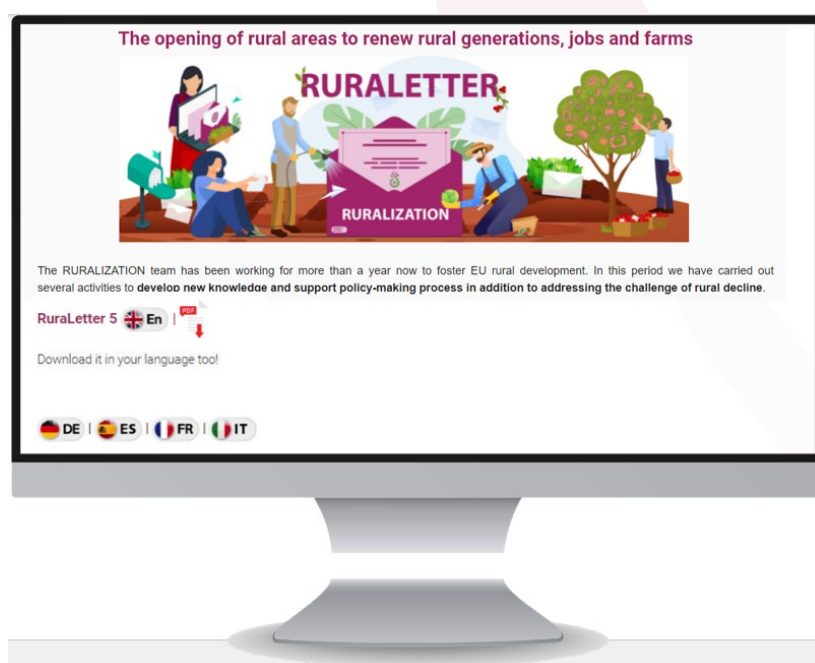 The opening of rural areas to renew rural generations, jobs and farms
RURALETTER
RURALIZATION
The RURALIZATION team has been working for more than a year now to foster EU rural development. In this period we have carried out
several activities to develop new knowledge and support policy-making process in addition to addressing the challenge of rural decline.
RuraLetter 5 En | PDF
Download it in your language too!
DE | ES | FR | IT